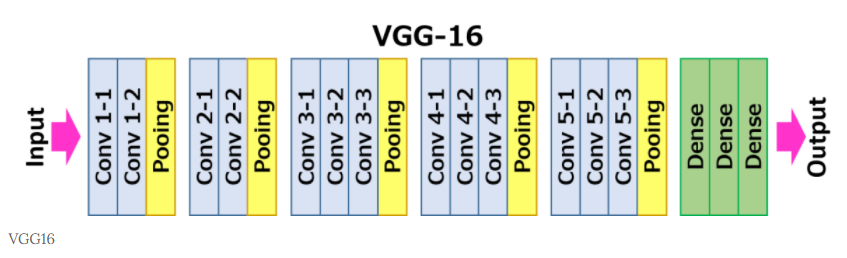 VGG-16
Input
Conv 1-1
Conv 1-2
Pooing
Conv 2-1
Conv 2-2
Pooing
Conv 3-1
Conv 3-2
Conv 3-3
Pooing
Conv 4-1
Conv 4-2
Conv 4-3
Pooing
Conv 5-1
Conv 5-2
Conv 5-3
Pooing
Dense
Dense
Dense
Output
VGG16